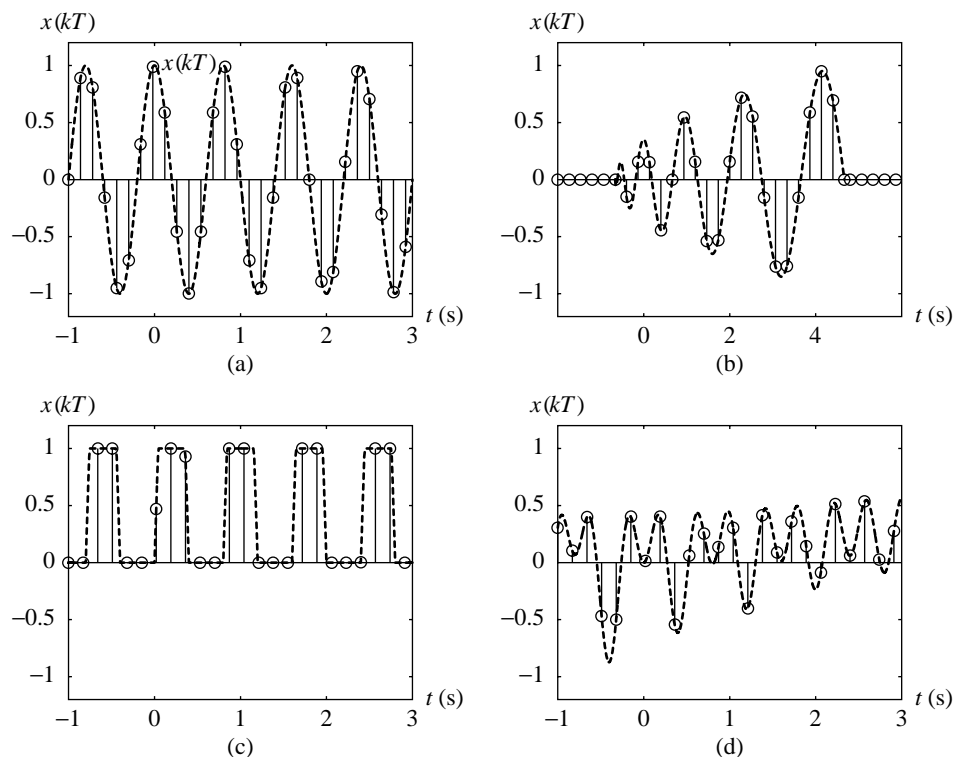 x(kT) x(kT)
1 x(kT) 1
0.5 0.5
0 0
−0.5 −0.5
−1 −1
t (s) t (s)
−1 0 1 2 3 0 2 4
(a) (b)
x(kT) x(kT)
1 1
0.5 0.5
0 0
−0.5 −0.5
−1 −1
t (s) t (s)
−1 0 1 2 3 −1 0 1 2 3
(c) (d)